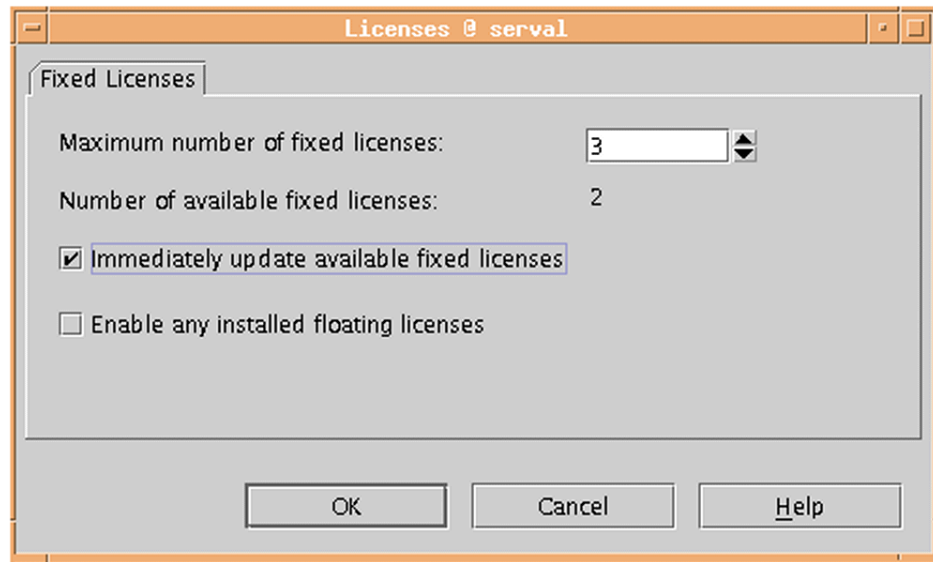 Licenses @ serval
Fixed Licenses
Maximum number of fixed licenses: 3
Number of available fixed licenses: 2
Immediately update available fixed licenses
Enable any installed floating licenses
OK Cancel Help